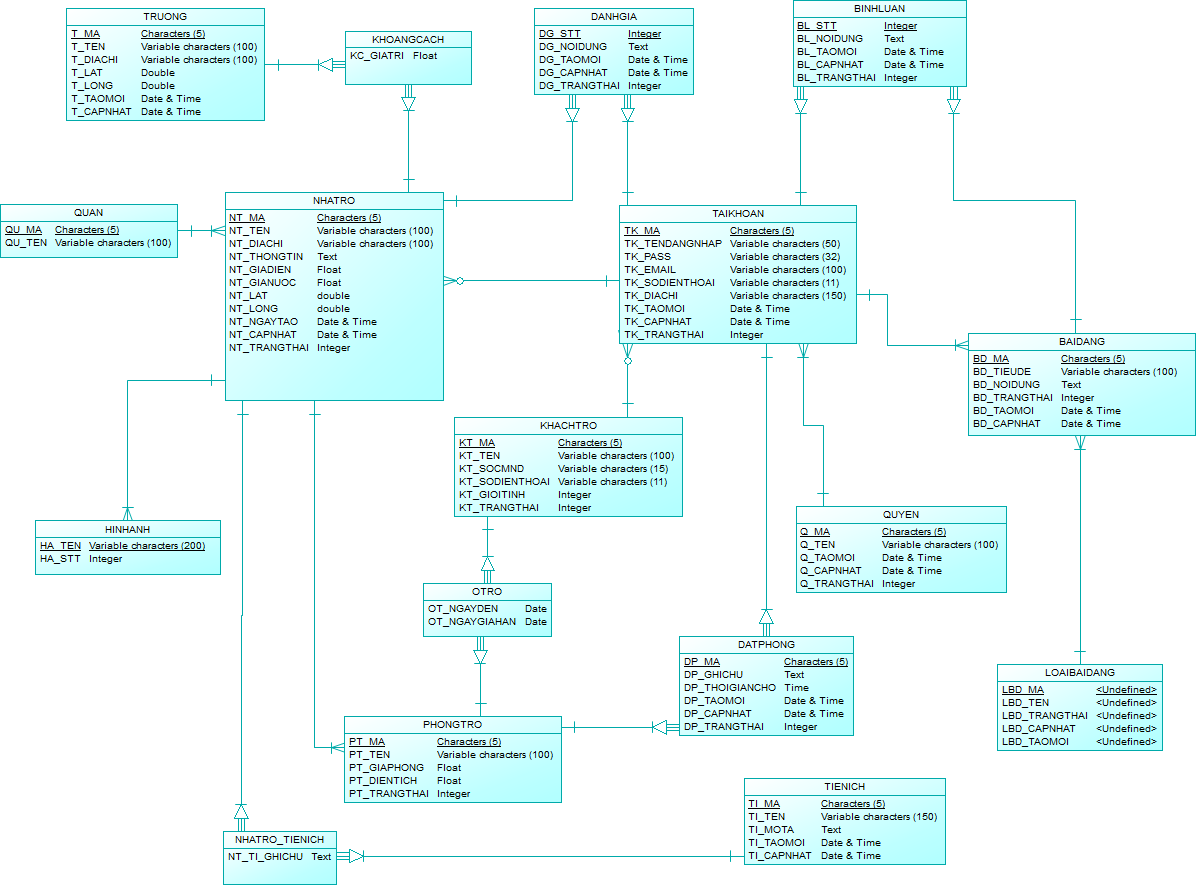 TRUONG
T_MA Characters (5)
T_TEN Variable characters (100)
T_DIACHI Variable characters (100)
T_LAT Double
T_LONG Double
T_TAOMOI Date & Time
T_CAPNHAT Date & Time
KHOANGCACH
KC_GIATRI Float
DANHGIA
DG_STT Integer
DG_NOIDUNG Text
DG_TAOMOI Date & Time
DG_CAPNHAT Date & Time
DG_TRANGTHAI Integer
BINHLUAN
BL_STT Integer
BL_NOIDUNG Text
BL_TAOMOI Date & Time
BL_CAPNHAT Date & Time
BL_TRANGTHAI Integer
QUAN
QU_MA Characters (5)
QU_TEN Variable characters (100)
NHATRO
NT_MA Characters (5)
NT_TEN Variable characters (100)
NT_DIACHI Variable characters (100)
NT_THONGTIN Text
NT_GIADIEN Float
NT_GIANUOC Float
NT_LAT double
NT_LONG double
NT_NGAYTAO Date & Time
NT_CAPNHAT Date & Time
NT_TRANGTHAI Integer
TAIKHOAN
TK_MA Characters (5)
TK_TENDANGNHAP Variable characters (50)
TK_PASS Variable characters (32)
TK_EMAIL Variable characters (100)
TK_SODIENTHOAI Variable characters (11)
TK_DIACHI Variable characters (150)
TK_TAOMOI Date & Time
TK_CAPNHAT Date & Time
TK_TRANGTHAI Integer
BAIDANG
BD_MA Characters (5)
BD_TIEUDE Variable characters (100)
BD_NOIDUNG Text
BD_TRANGTHAI Integer
BD_TAOMOI Date & Time
BD_CAPNHAT Date & Time
KHACHTRO
KT_MA Characters (5)
KT_TEN Variable characters (100)
KT_SOCMND Variable characters (15)
KT_SODIENTHOAI Variable characters (11)
KT_GIOITINH Integer
KT_TRANGTHAI Integer
HINHANH
HA_TEN Variable characters (200)
HA_STT Integer
QUYEN
Q_MA Characters (5)
Q_TEN Variable characters (100)
Q_TAOMOI Date & Time
Q_CAPNHAT Date & Time
Q_TRANGTHAI Integer
OTRO
OT_NGAYDEN Date
OT_NGAYGIAHAN Date
DATPHONG
DP_MA Characters (5)
DP_GHICHU Text
DP_THOIGIANCHO Time
DP_TAOMOI Date & Time
DP_CAPNHAT Date & Time
DP_TRANGTHAI Integer
LOAIBAIDANG
LBD_MA <Undefined>
LBD_TEN <Undefined>
LBD_TRANGTHAI <Undefined>
LBD_CAPNHAT <Undefined>
LBD_TAOMOI <Undefined>
PHONGTRO
PT_MA Characters (5)
PT_TEN Variable characters (100)
PT_GIAPHONG Float
PT_DIENTICH Float
PT_TRANGTHAI Integer
TIENICH
TI_MA Characters (5)
TI_TEN Variable characters (150)
TI_MOTA Text
TI_TAOMOI Date & Time
TI_CAPNHAT Date & Time
NHATRO_TIENICH
NT_TI_GHICHU Text